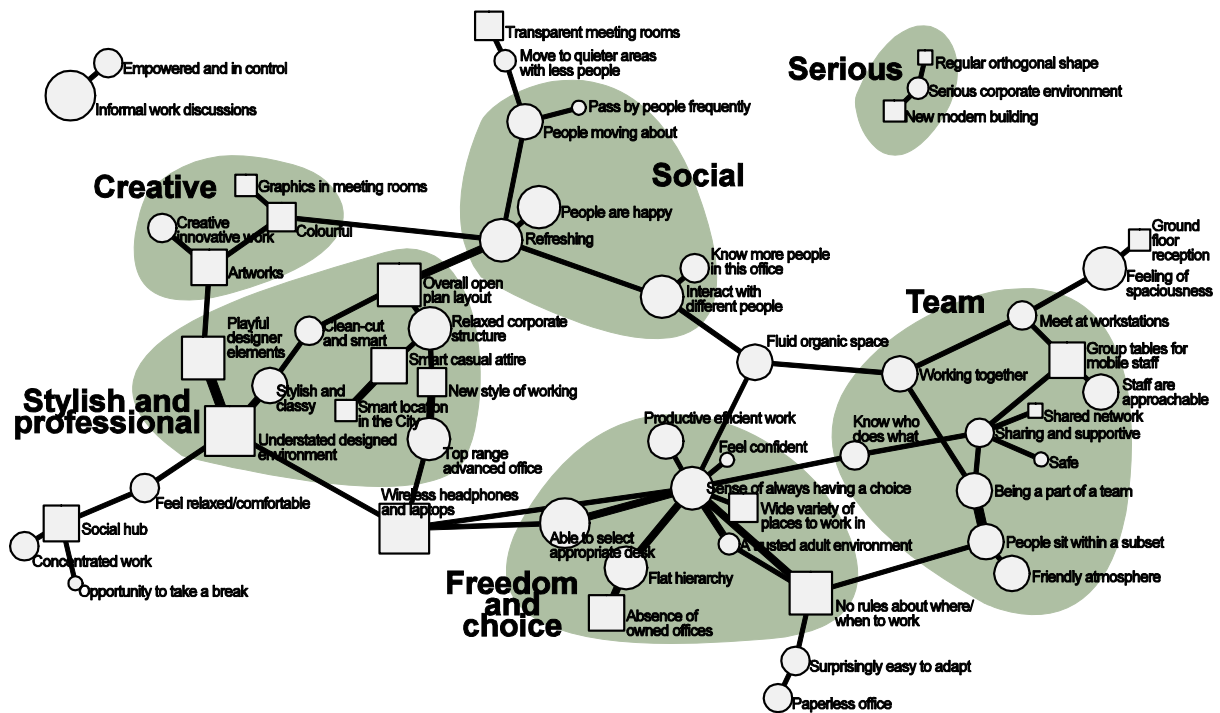 Transparent meeting rooms
Move to quieter areas
with less people
Empowered and in control
Informal work discussions
Pass by people frequently
People moving about
Serious
Regular orthogonal shape
Serious corporate environment
New modern building
Creative
Graphics in meeting rooms
Creative
innovative work
Colourful
Artworks
Social
People are happy
Refreshing
Know more people
in this office
Interact with
different people
Ground
floor
reception
Feeling of
spaciousness
Overall open
plan layout
Playful
designer
elements
Clean-cut
and smart
Relaxed corporate
structure
Smart casual attire
New style of working
Stylish and
classy
Smart location
in the City
Stylish and
professional
Understated designed
environment
Top range
advanced office
Fluid organic space
Team
Meet at workstations
Group tables for
mobile staff
Working together
Staff are
approachable
Shared network
Sharing and supportive
Know who
does what
Safe
Productive efficient work
Feel confident
Sense of always having a choice
Wide variety of
places to work in
Being a part of a team
Feel relaxed/comfortable
Wireless headphones
and laptops
Social hub
Concentrated work
Opportunity to take a break
Able to select
appropriate desk
A trusted adult environment
People sit within a subset
Flat hierarchy
Friendly atmosphere
Freedom
and
choice
Absence of
owned offices
No rules about where/
when to work
Surprisingly easy to adapt
Paperless office